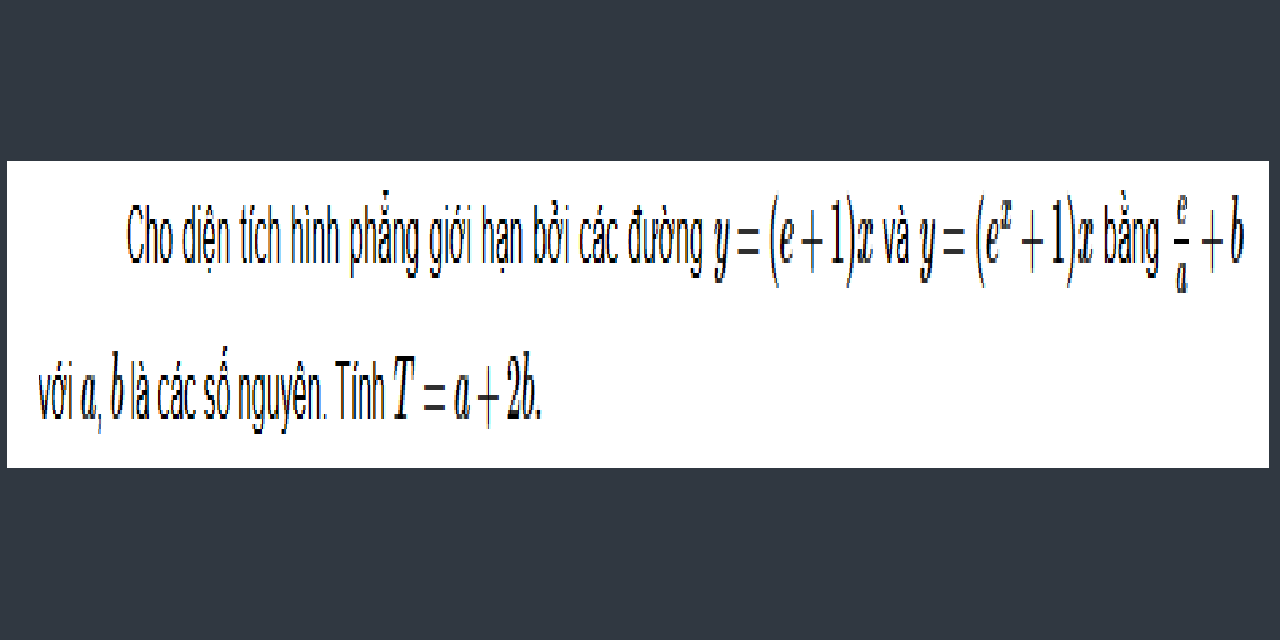 Cho diện tích hình phẳng giới hạn bởi các đường y = (e + 1)x và y = (e^x + 1)x bằng e/a + b
với a, b là các số nguyên. Tính T = a + 2b.